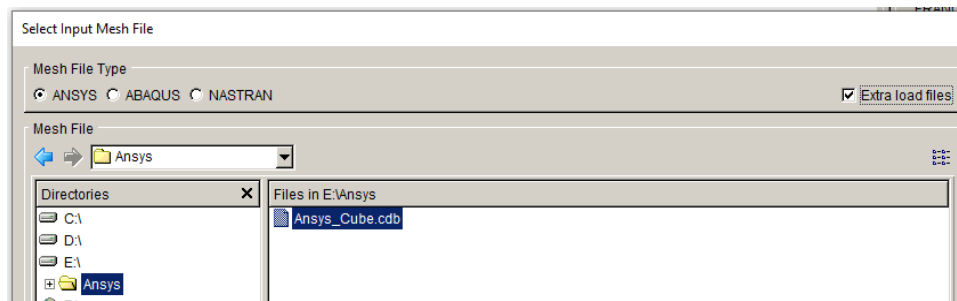 Select Input Mesh File
Mesh File Type
ANSYS ABAQUS NASTRAN Extra load files
Mesh File
Ansys
Directories Files in E:\Ansys
C:\ Ansys_Cube.cdb
D:\
E:\
Ansys